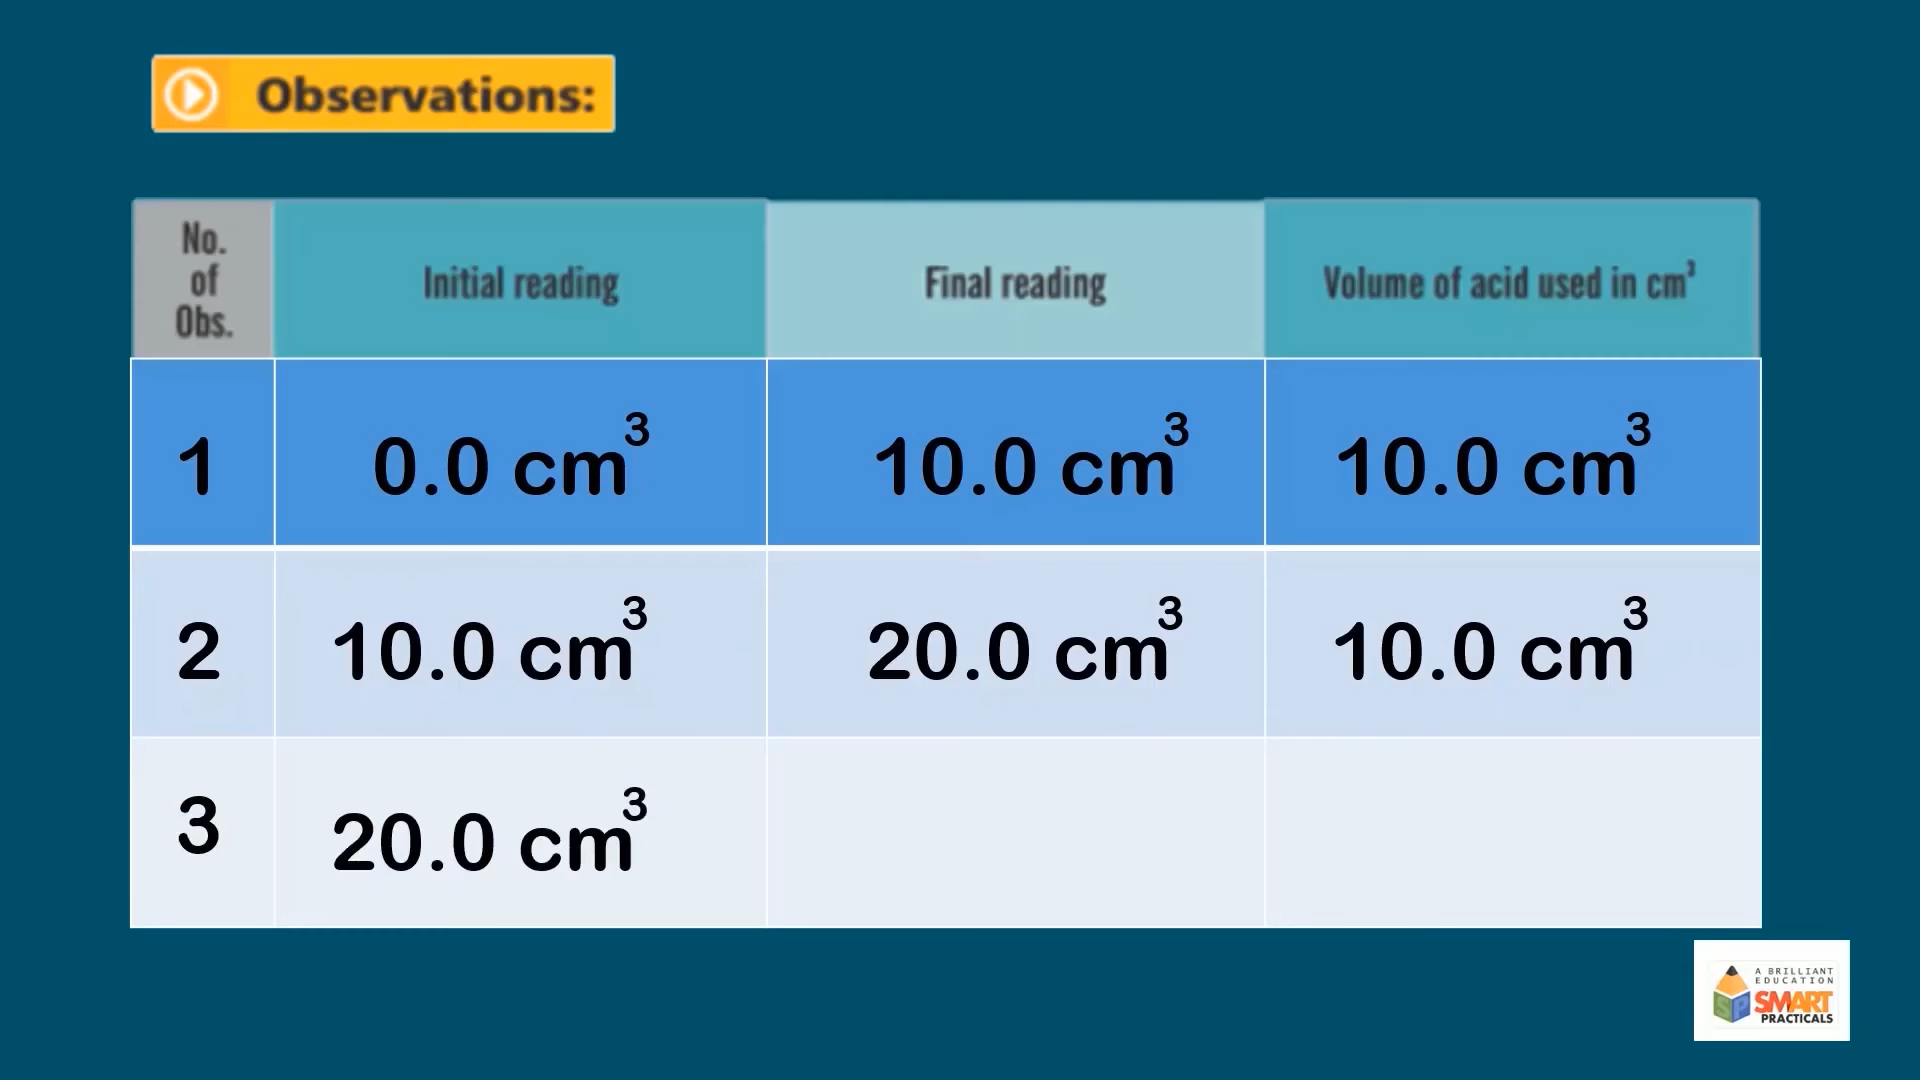 Observations:
No.
of
Obs.
Initial reading
Final reading
Volume of acid used in cm³
1
0.0 cm³
10.0 cm³
10.0 cm³
2
10.0 cm³
20.0 cm³
10.0 cm³
3
20.0 cm³
A BRILLIANT
EDUCATION
SP
SMART
PRACTICALS